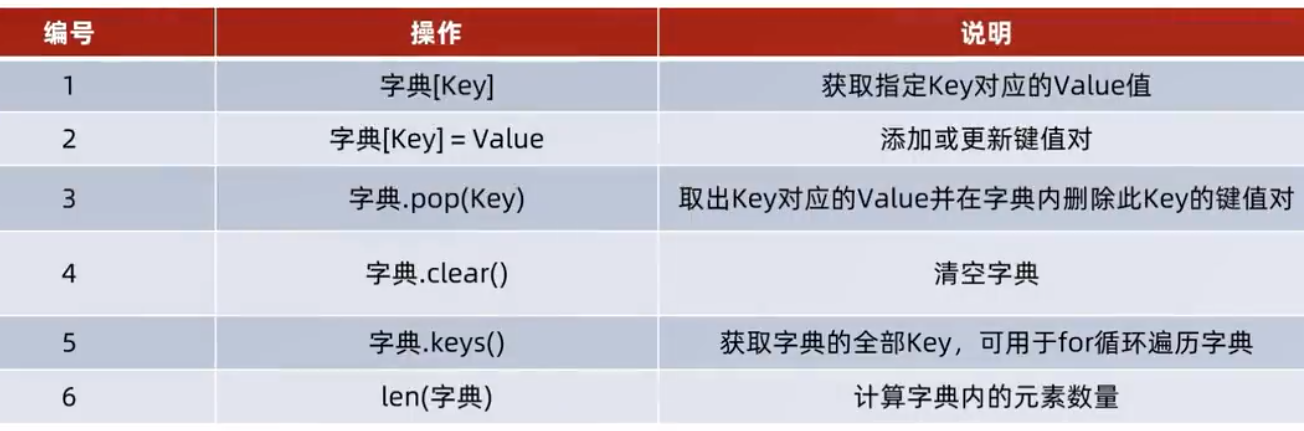 编号 操作 说明
1 字典[Key] 获取指定Key对应的Value值
2 字典[Key] = Value 添加或更新键值对
3 字典.pop(Key) 取出Key对应的Value并在字典内删除此Key的键值对
4 字典.clear() 清空字典
5 字典.keys() 获取字典的全部Key，可用于for循环遍历字典
6 len(字典) 计算字典内的元素数量